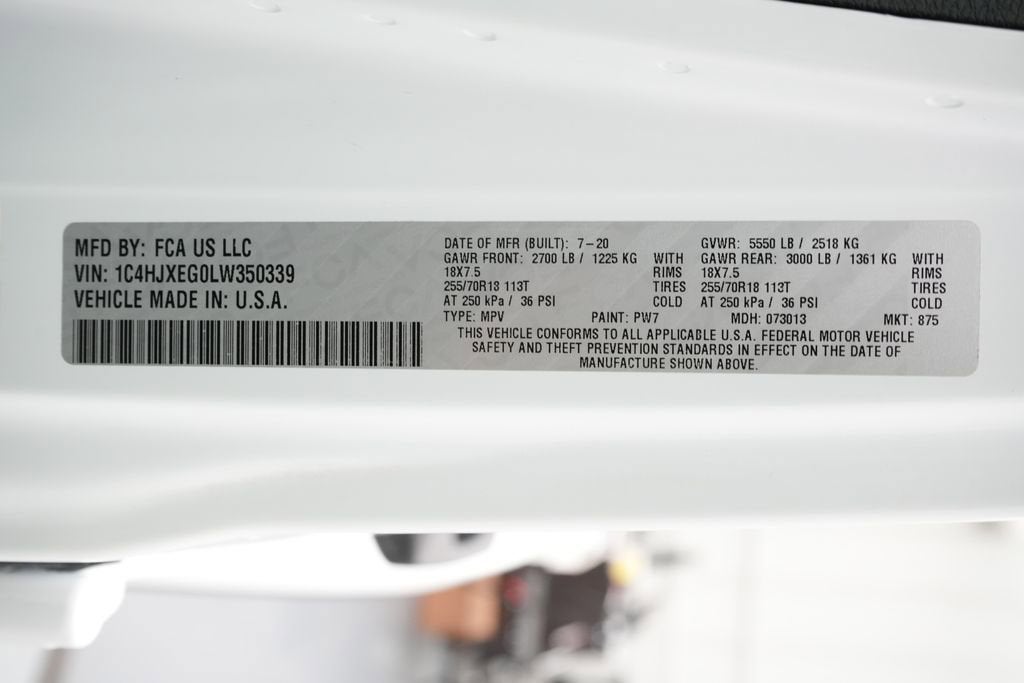 MFD BY: FCA US LLC
VIN: 1C4HJXEG0LW350339
VEHICLE MADE IN: U.S.A.
DATE OF MFR (BUILT): 7-20 GVWR: 5550 LB / 2518 KG
GAWR FRONT: 2700 LB / 1225 KG WITH GAWR REAR: 3000 LB / 1361 KG WITH
18X7.5 RIMS 18X7.5 RIMS
255/70R18 113T TIRES 255/70R18 113T TIRES
AT 250 kPa / 36 PSI COLD AT 250 kPa / 36 PSI COLD
TYPE: MPV PAINT: PW7 MDH: 073013 MKT: 875
THIS VEHICLE CONFORMS TO ALL APPLICABLE U.S.A. FEDERAL MOTOR VEHICLE
SAFETY AND THEFT PREVENTION STANDARDS IN EFFECT ON THE DATE OF
MANUFACTURE SHOWN ABOVE.